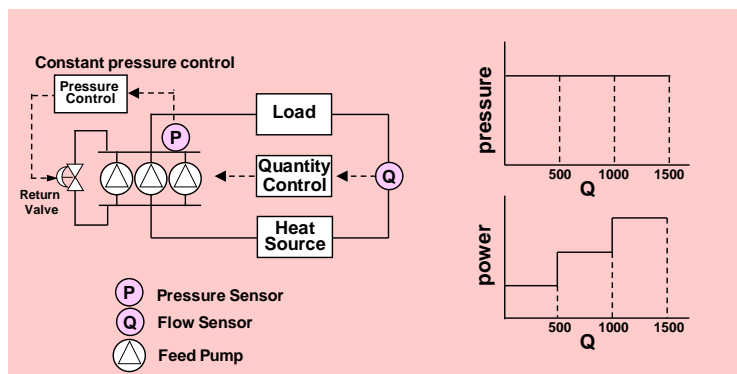 Constant pressure control
Pressure
Control
P
Load
Quantity
Control
Q
Return
Valve
Heat
Source
P
Pressure Sensor
Q
Flow Sensor
Feed Pump
pressure
500 1000 1500
Q
power
500 1000 1500
Q